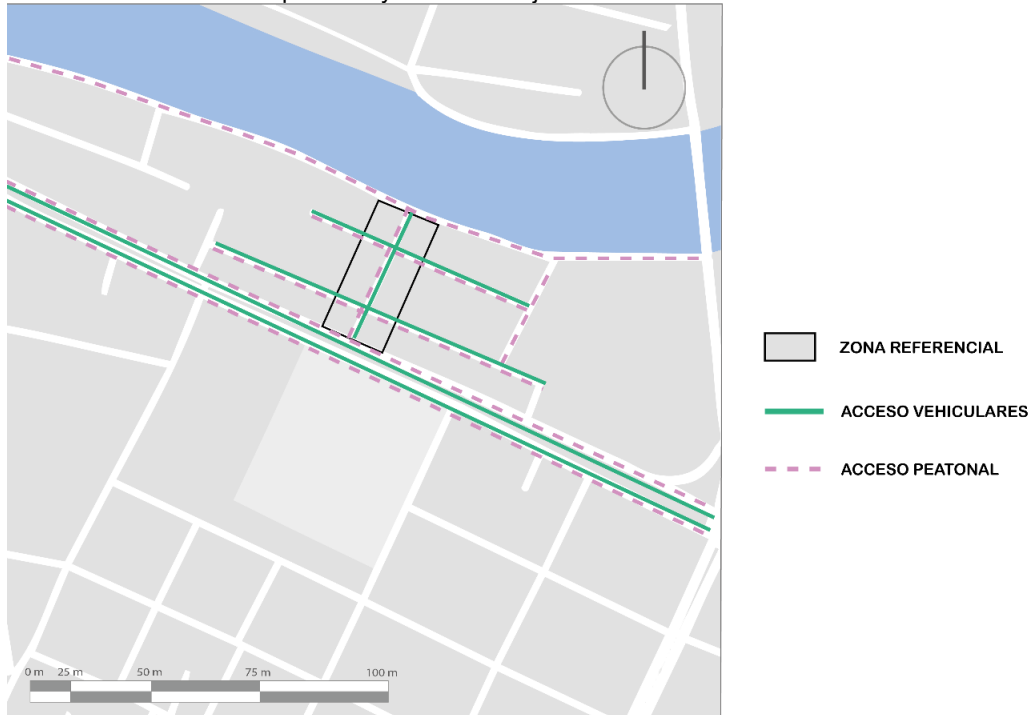 ZONA REFERENCIAL
ACCESO VEHICULARES
ACCESO PEATONAL
0 m 25 m 50 m 75 m 100 m